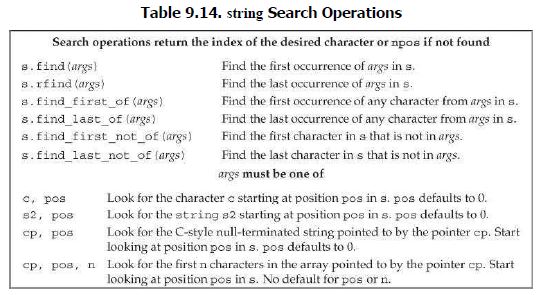 Table 9.14. string Search Operations
Search operations return the index of the desired character or npos if not found
s.find(args) Find the first occurrence of args in s.
s.rfind(args) Find the last occurrence of args in s.
s.find_first_of(args) Find the first occurrence of any character from args in s.
s.find_last_of(args) Find the last occurrence of any character from args in s.
s.find_first_not_of(args) Find the first character in s that is not in args.
s.find_last_not_of(args) Find the last character in s that is not in args.
args must be one of
c, pos Look for the character c starting at position pos in s. pos defaults to 0.
s2, pos Look for the string s2 starting at position pos in s. pos defaults to 0.
cp, pos Look for the C-style null-terminated string pointed to by the pointer cp. Start
looking at position pos in s. pos defaults to 0.
cp, pos, n Look for the first n characters in the array pointed to by the pointer cp. Start
looking at position pos in s. No default for pos or n.